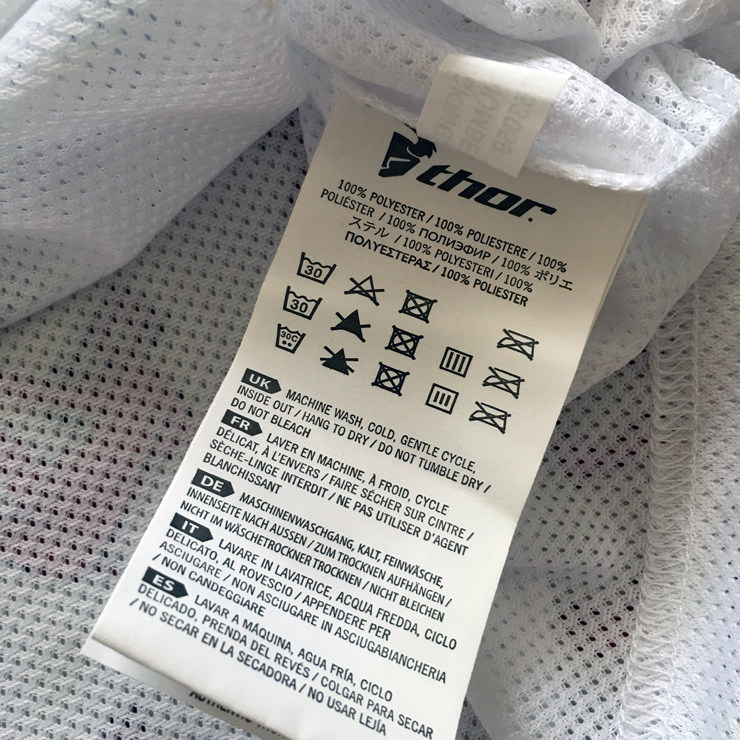 thor.
100% POLYESTER / 100% POLIESTERE / 100%
POLIÉSTER / 100% ПОЛИЭФИР / 100% ポリエ
ステル / 100% POLYESTERI / 100%
ΠΟΛΥΕΣΤΕΡΑΣ / 100% POLIESTER
30
30
30C
UK MACHINE WASH, COLD, GENTLE CYCLE,
INSIDE OUT / HANG TO DRY / DO NOT TUMBLE DRY /
DO NOT BLEACH
FR LAVER EN MACHINE, À FROID, CYCLE
DÉLICAT, À L'ENVERS / FAIRE SÉCHER SUR CINTRE /
SÈCHE-LINGE INTERDIT / NE PAS UTILISER D'AGENT
BLANCHISSANT
DE MASCHINENWASCHGANG, KALT, FEINWÄSCHE,
INNENSEITE NACH AUSSEN / ZUM TROCKNEN AUFHÄNGEN /
NICHT IM WÄSCHETROCKNER TROCKNEN / NICHT BLEICHEN
IT LAVARE IN LAVATRICE, ACQUA FREDDA, CICLO
DELICATO, AL ROVESCIO / APPENDERE PER
ASCIUGARE / NON ASCIUGARE IN ASCIUGABIANCHERIA
/ NON CANDEGGIARE
ES LAVAR A MÁQUINA, AGUA FRÍA, CICLO
DELICADO, PRENDA DEL REVÉS / COLGAR PARA SECAR
/ NO SECAR EN LA SECADORA / NO USAR LEJÍA